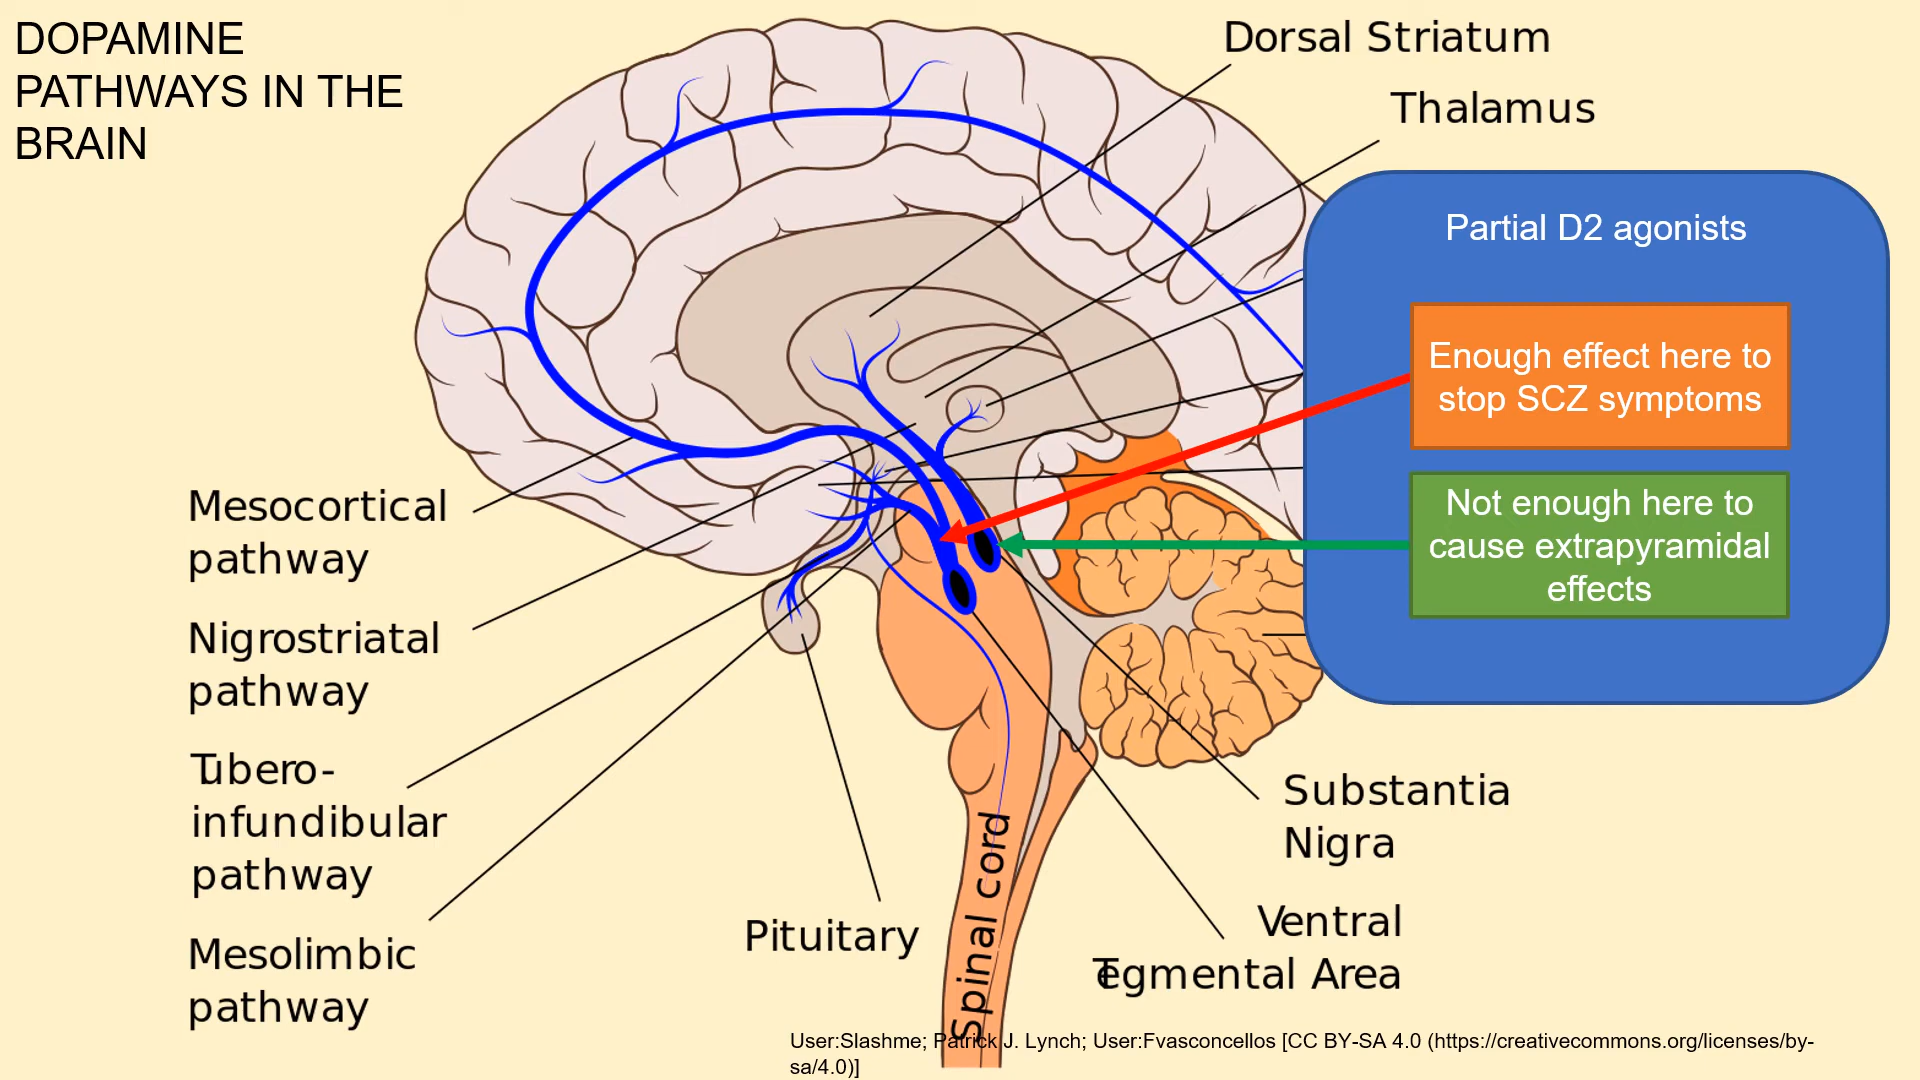 DOPAMINE
PATHWAYS IN THE
BRAIN
Dorsal Striatum
Thalamus
Partial D2 agonists
Enough effect here to
stop SCZ symptoms
Not enough here to
cause extrapyramidal
effects
Mesocortical
pathway
Nigrostriatal
pathway
Tubero-
infundibular
pathway
Mesolimbic
pathway
Pituitary
Spinal cord
Substantia
Nigra
Ventral
Tegmental Area
User:Slashme; Patrick J. Lynch; User:Fvasconcellos [CC BY-SA 4.0 (https://creativecommons.org/licenses/by-
sa/4.0)]